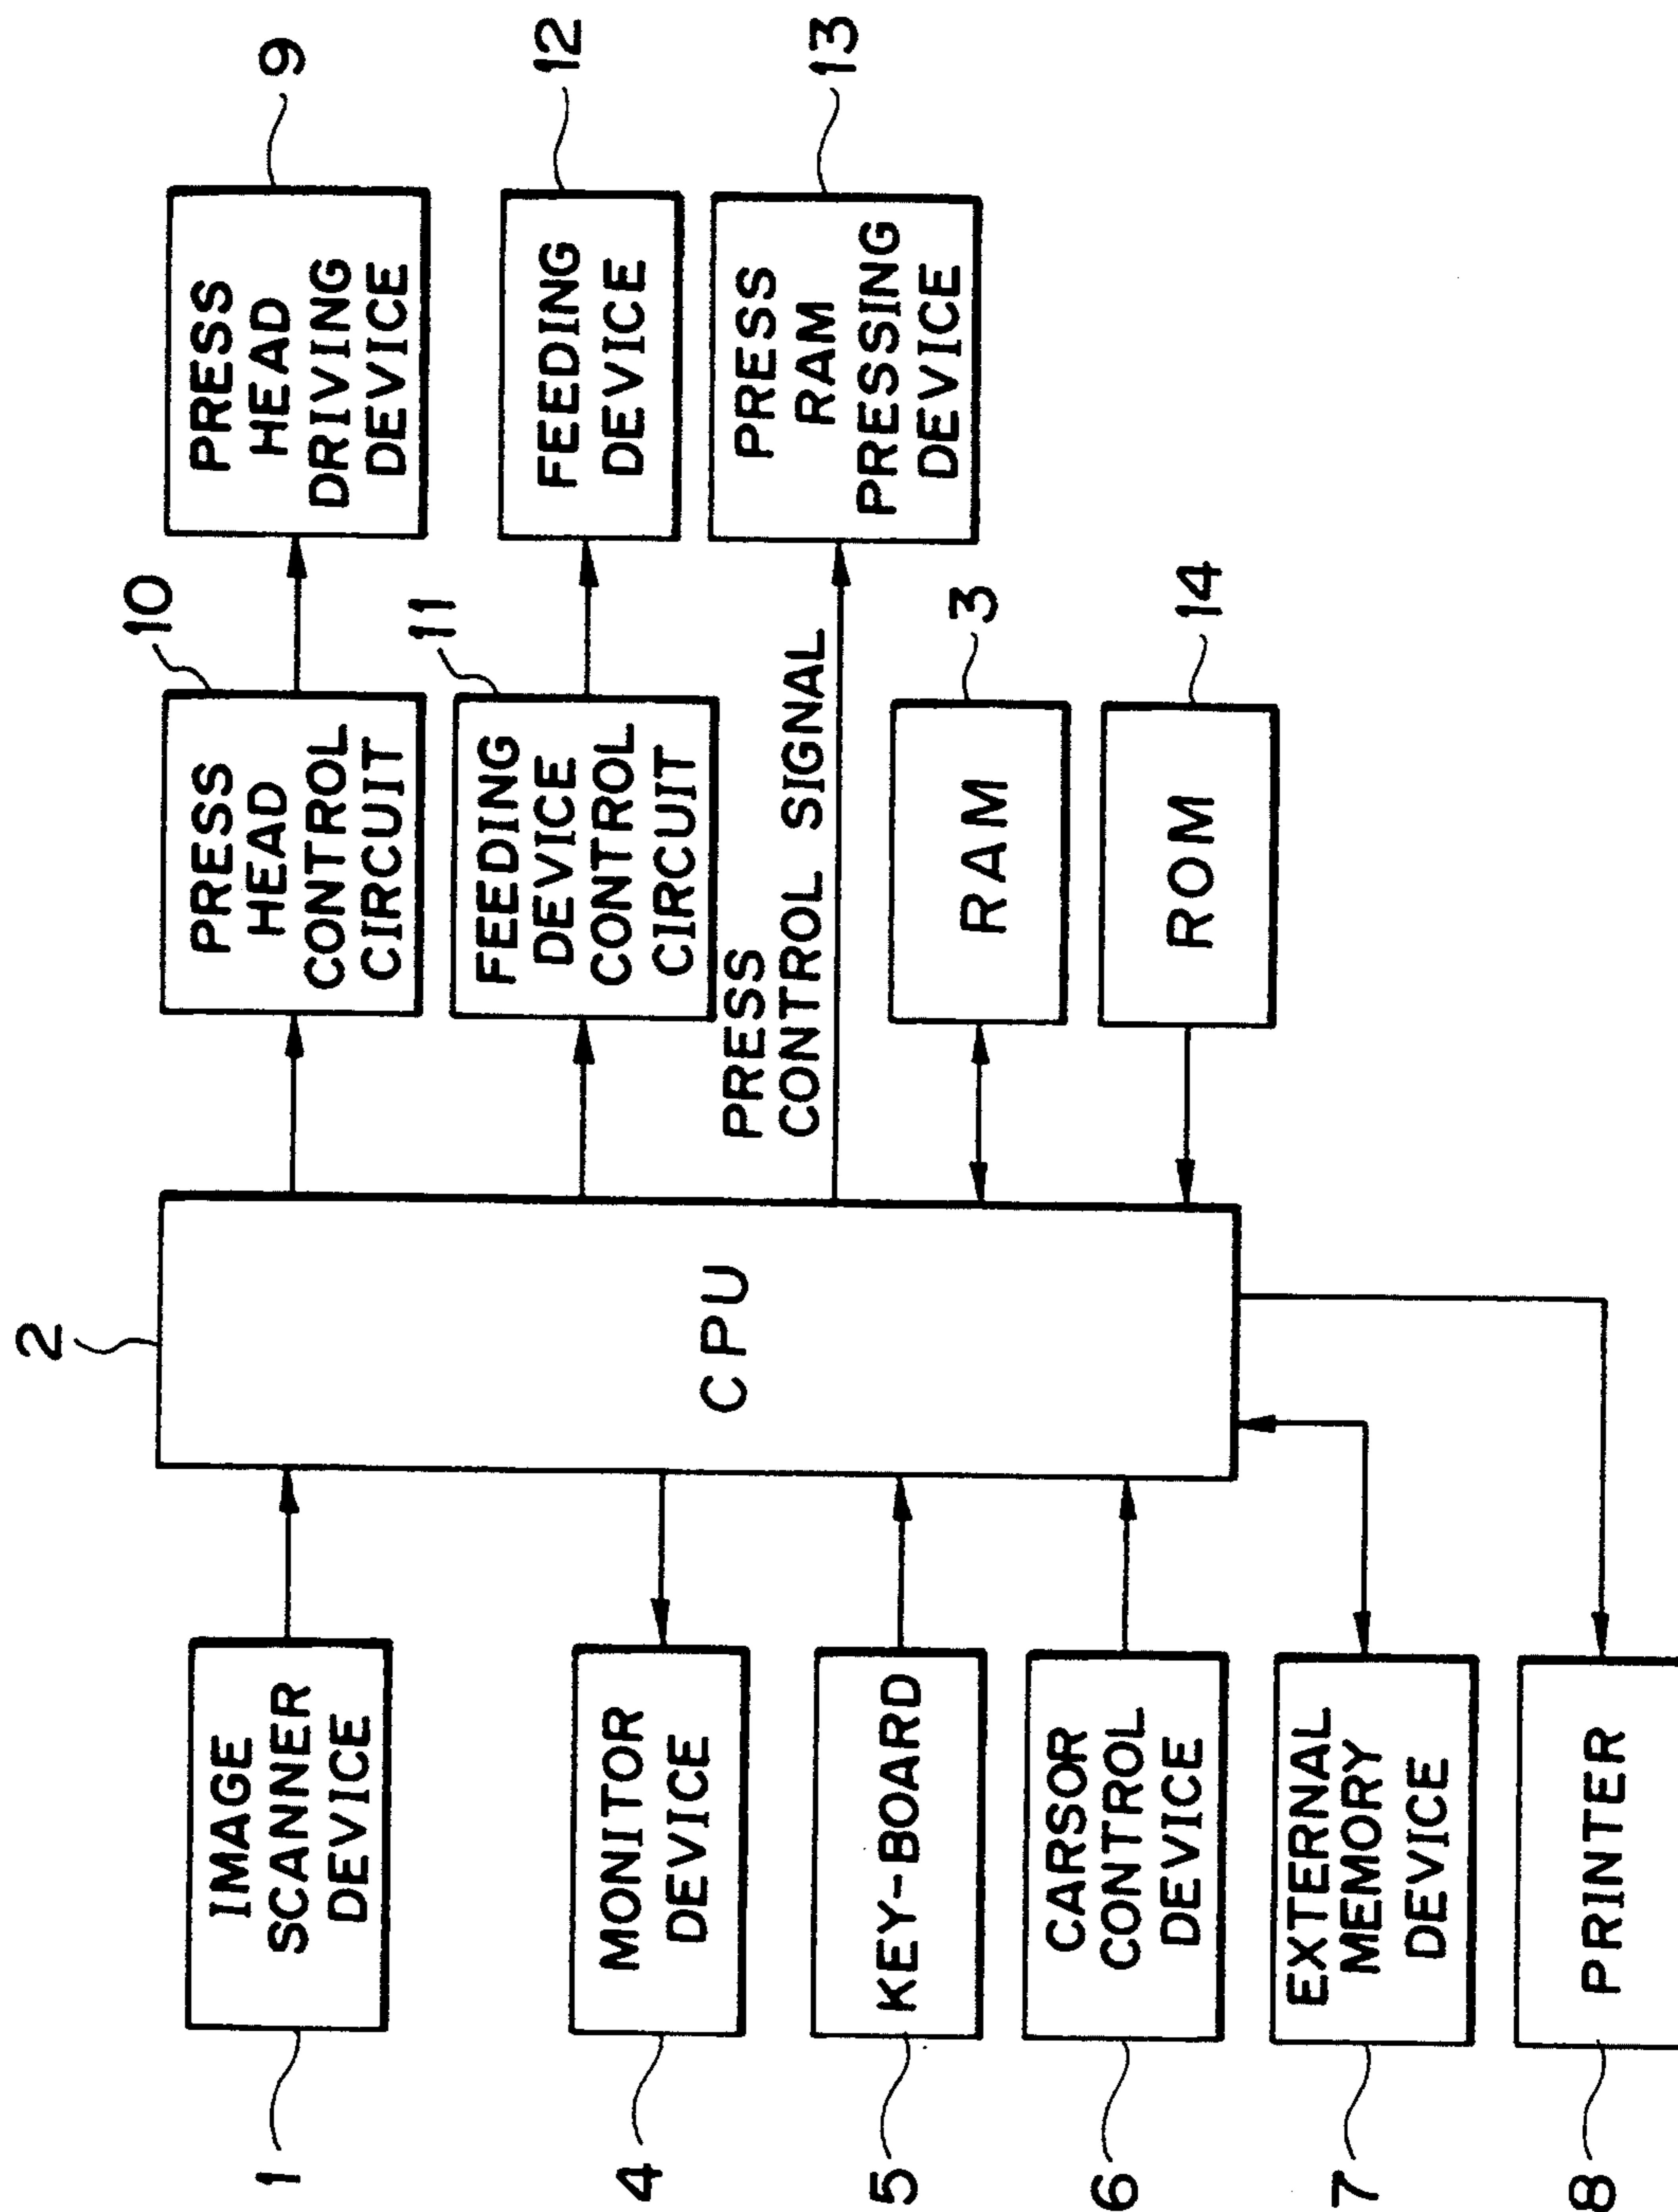 2
1
IMAGE
SCANNER
DEVICE
4
MONITOR
DEVICE
5
KEY-BOARD
6
CARSOR
CONTROL
DEVICE
7
EXTERNAL
MEMORY
DEVICE
8
PRINTER
CPU
10
PRESS
HEAD
CONTROL
CIRCUIT
9
PRESS
HEAD
DRIVING
DEVICE
11
FEEDING
DEVICE
CONTROL
CIRCUIT
12
FEEDING
DEVICE
PRESS
CONTROL SIGNAL
13
PRESS
RAM
PRESSING
DEVICE
3
RAM
14
ROM